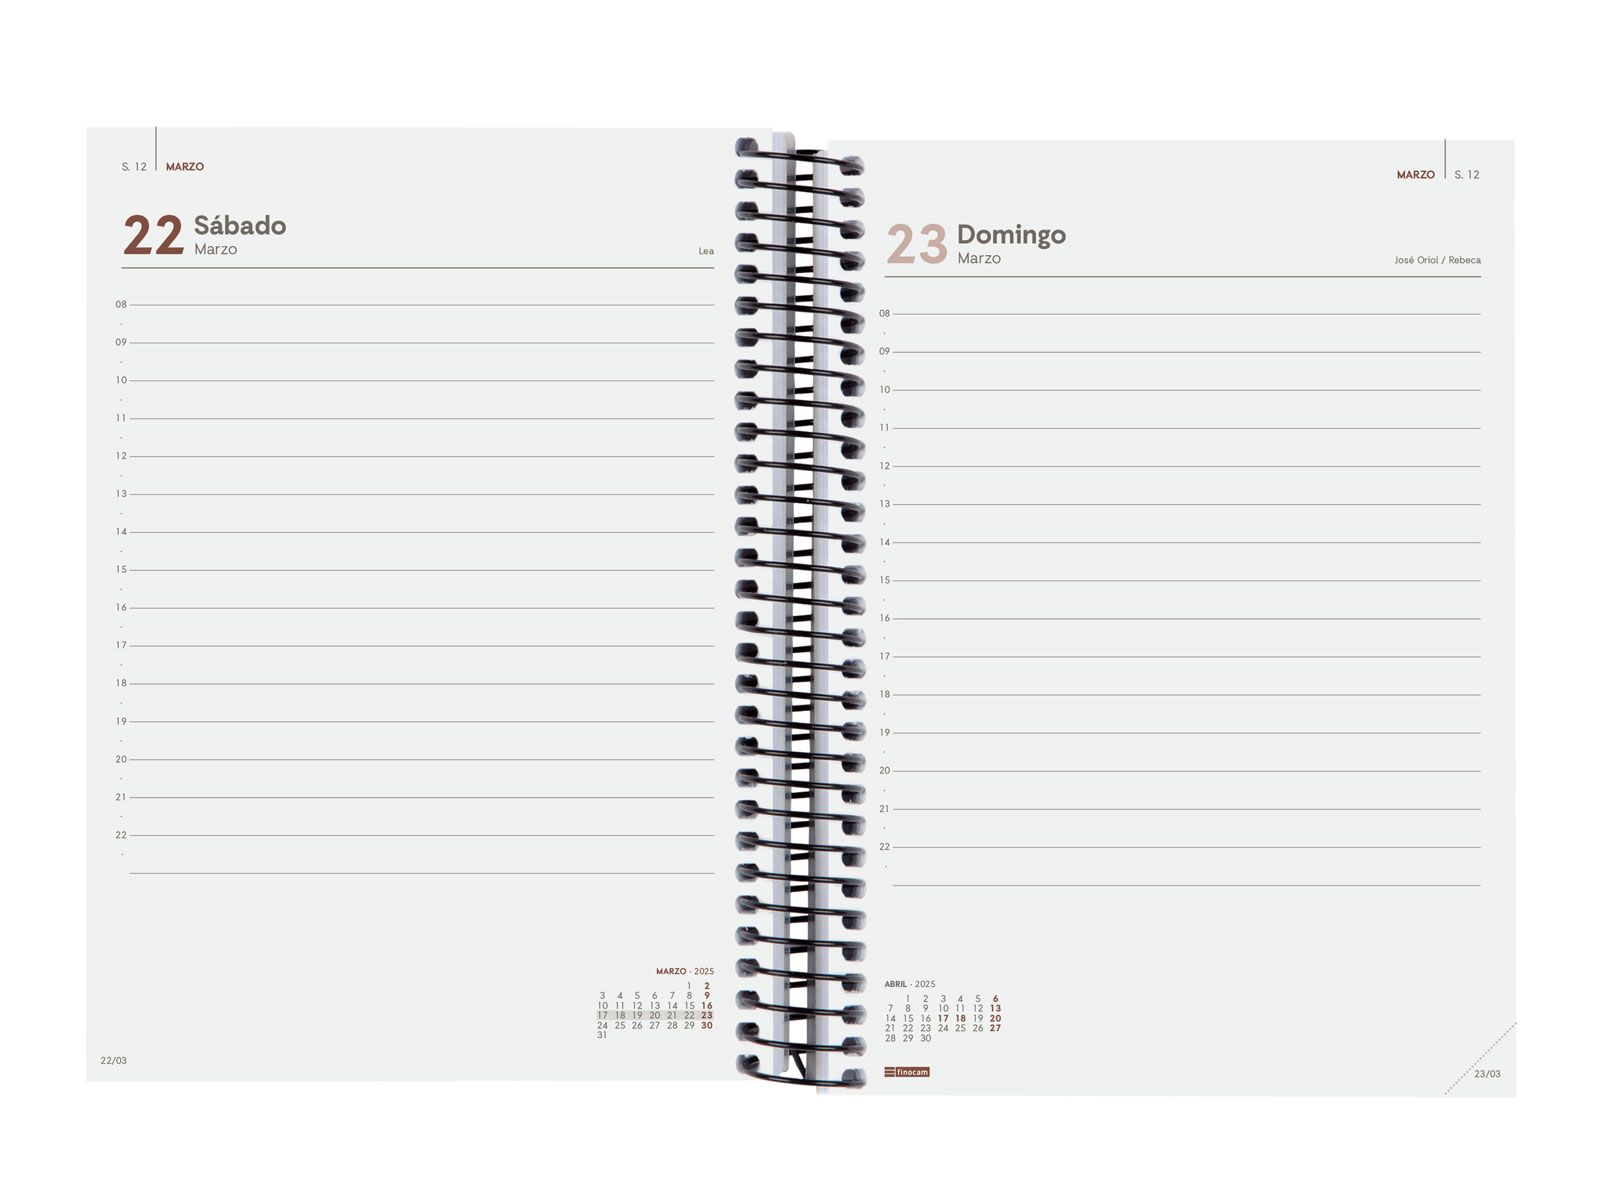 S. 12 MARZO
22 Sábado
Marzo
Lea
08
09
10
11
12
13
14
15
16
17
18
19
20
21
22
MARZO · 2025
1 2
3 4 5 6 7 8 9
10 11 12 13 14 15 16
17 18 19 20 21 22 23
24 25 26 27 28 29 30
31
22/03
MARZO S. 12
23 Domingo
Marzo
José Oriol / Rebeca
08
09
10
11
12
13
14
15
16
17
18
19
20
21
22
ABRIL · 2025
1 2 3 4 5 6
7 8 9 10 11 12 13
14 15 16 17 18 19 20
21 22 23 24 25 26 27
28 29 30
finocam
23/03